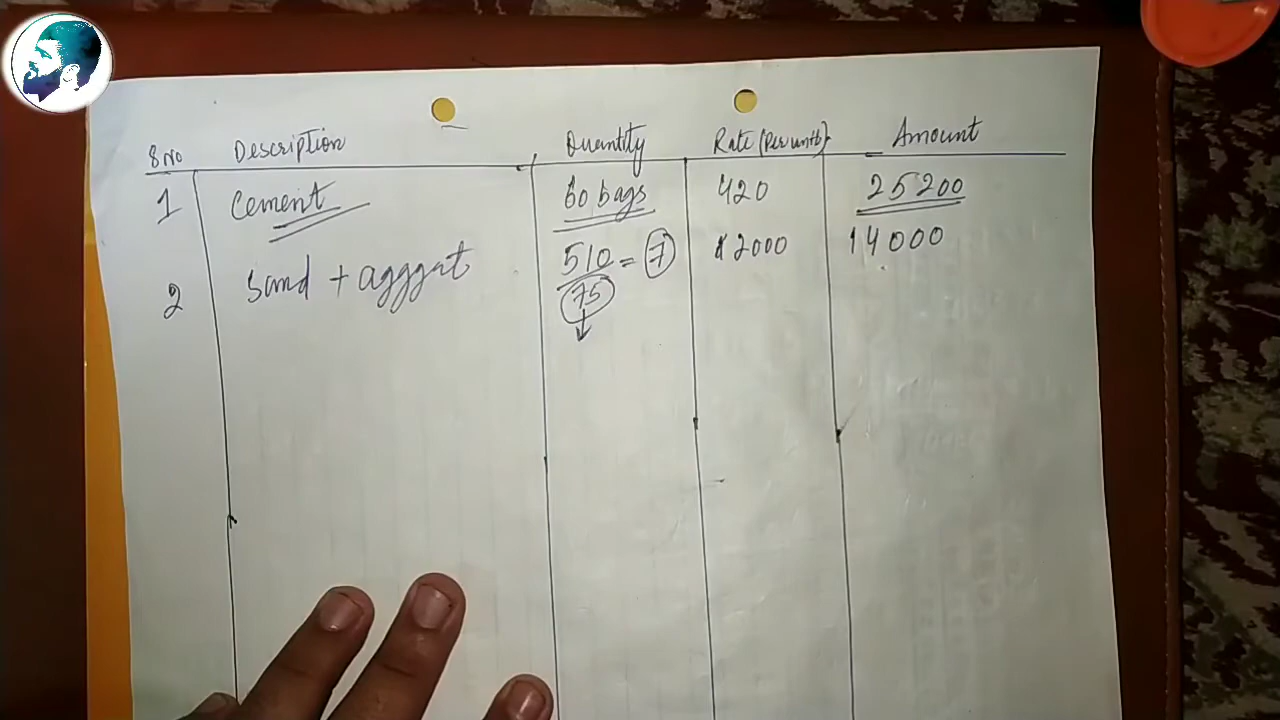 S No Description Quantity Rate (Per unit) Amount
1 Cement 60 bags 420 25200
2 Sand + agggat 510 = 7 2000 14000
75